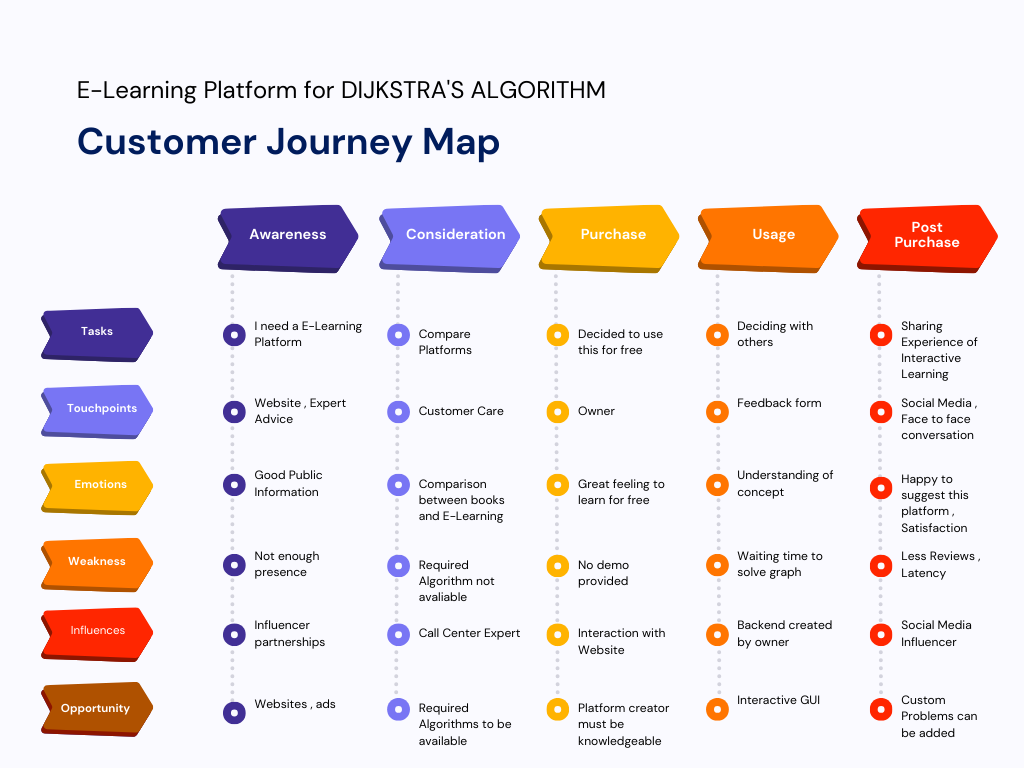 E-Learning Platform for DIJKSTRA'S ALGORITHM
Customer Journey Map
Awareness
Consideration
Purchase
Usage
Post
Purchase
Tasks
I need a E-Learning
Platform
Compare
Platforms
Decided to use
this for free
Deciding with
others
Sharing
Experience of
Interactive
Learning
Touchpoints
Website , Expert
Advice
Customer Care
Owner
Feedback form
Social Media ,
Face to face
conversation
Emotions
Good Public
Information
Comparison
between books
and E-Learning
Great feeling to
learn for free
Understanding of
concept
Happy to
suggest this
platform ,
Satisfaction
Weakness
Not enough
presence
Required
Algorithm not
avaliable
No demo
provided
Waiting time to
solve graph
Less Reviews ,
Latency
Influences
Influencer
partnerships
Call Center Expert
Interaction with
Website
Backend created
by owner
Social Media
Influencer
Opportunity
Websites , ads
Required
Algorithms to be
available
Platform creator
must be
knowledgeable
Interactive GUI
Custom
Problems can
be added